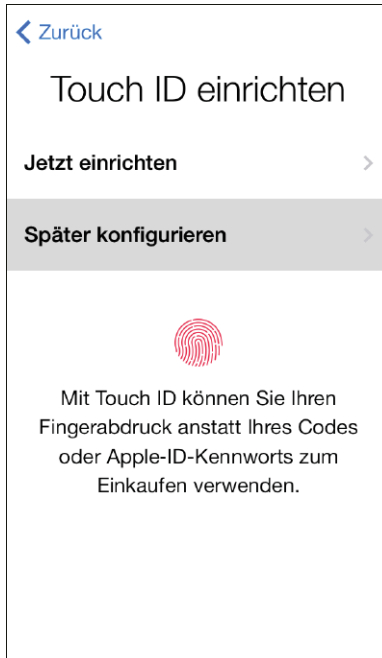 Zurück
Touch ID einrichten
Jetzt einrichten
Später konfigurieren
Mit Touch ID können Sie Ihren
Fingerabdruck anstatt Ihres Codes
oder Apple-ID-Kennworts zum
Einkaufen verwenden.